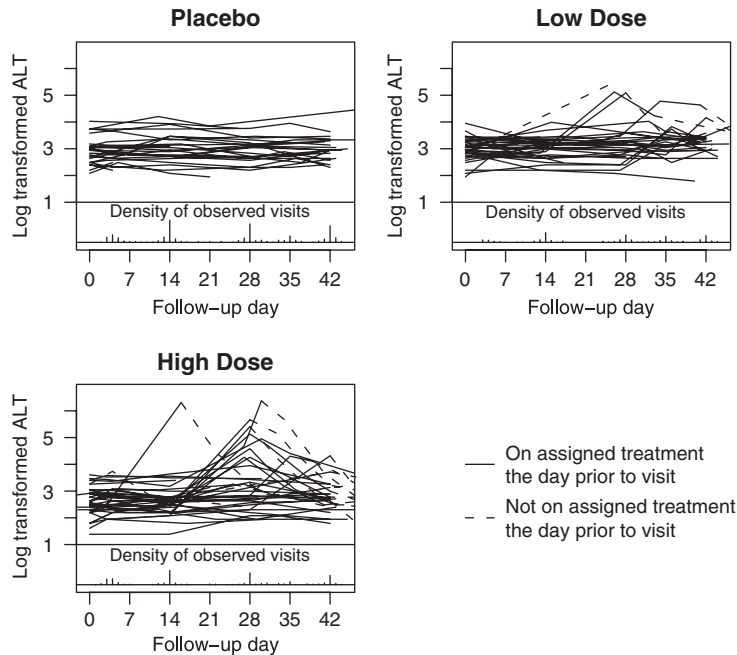 Placebo
Log transformed ALT
5
3
1
Density of observed visits
0 7 14 21 28 35 42
Follow−up day
Low Dose
Log transformed ALT
5
3
1
Density of observed visits
0 7 14 21 28 35 42
Follow−up day
High Dose
Log transformed ALT
5
3
1
Density of observed visits
0 7 14 21 28 35 42
Follow−up day
On assigned treatment
the day prior to visit
Not on assigned treatment
the day prior to visit